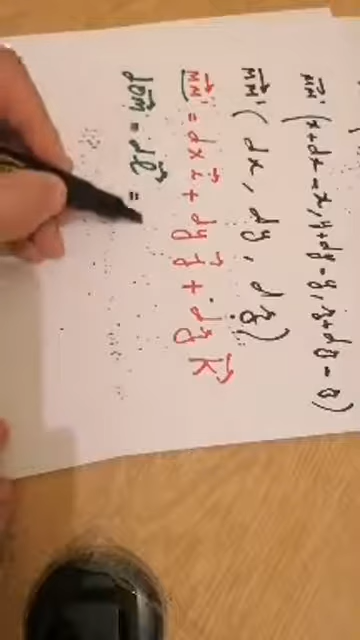 MM'⃗ (x+dx-x, y+dy-y, z+dz-z)
MM'⃗ (dx, dy, dz)
MM'⃗ = dx i⃗ + dy j⃗ + dz k⃗
dOM⃗ = dl⃗ =